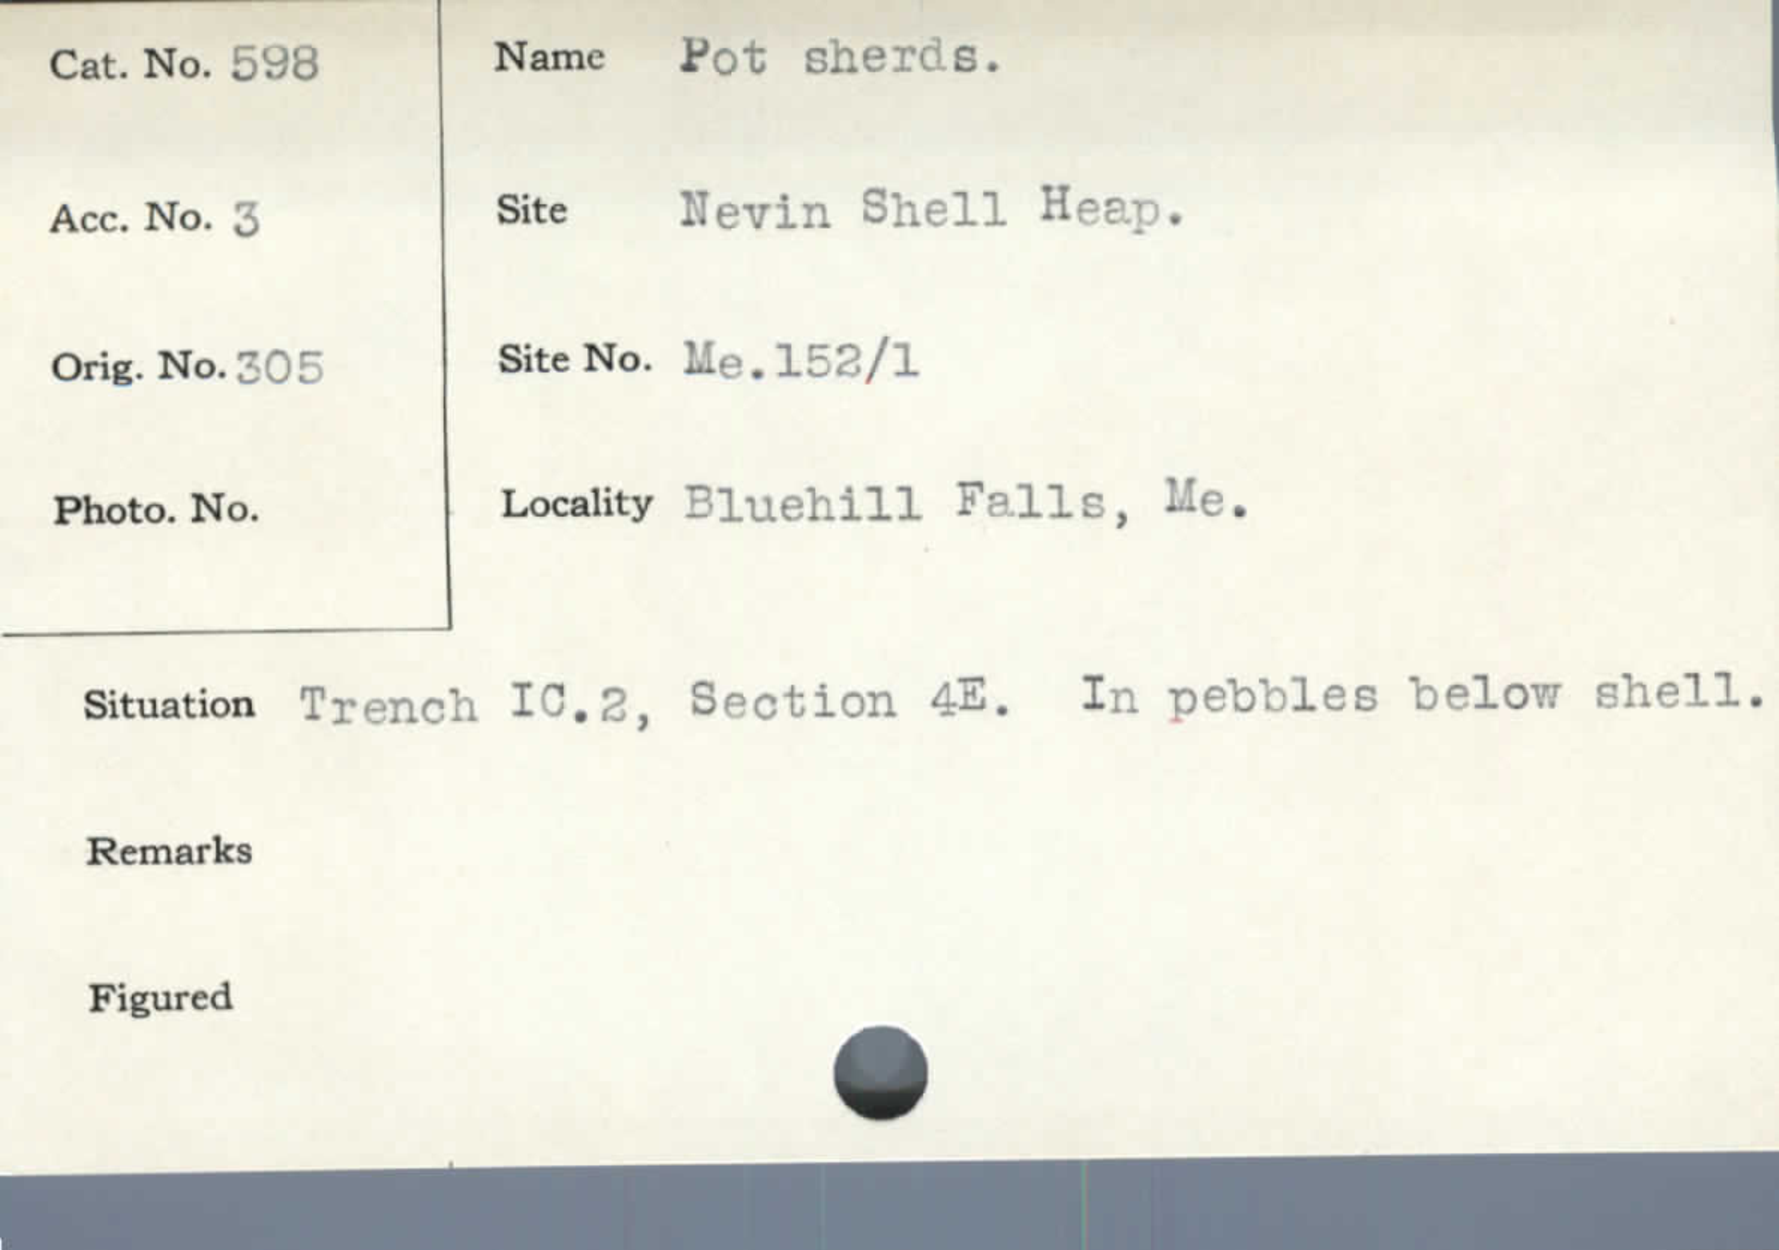 Cat. No. 598
Name Pot sherds.
Acc. No. 3
Site Nevin Shell Heap.
Orig. No. 305
Site No. Me.152/1
Photo. No.
Locality Bluehill Falls, Me.
Situation Trench IC.2, Section 4E. In pebbles below shell.
Remarks
Figured